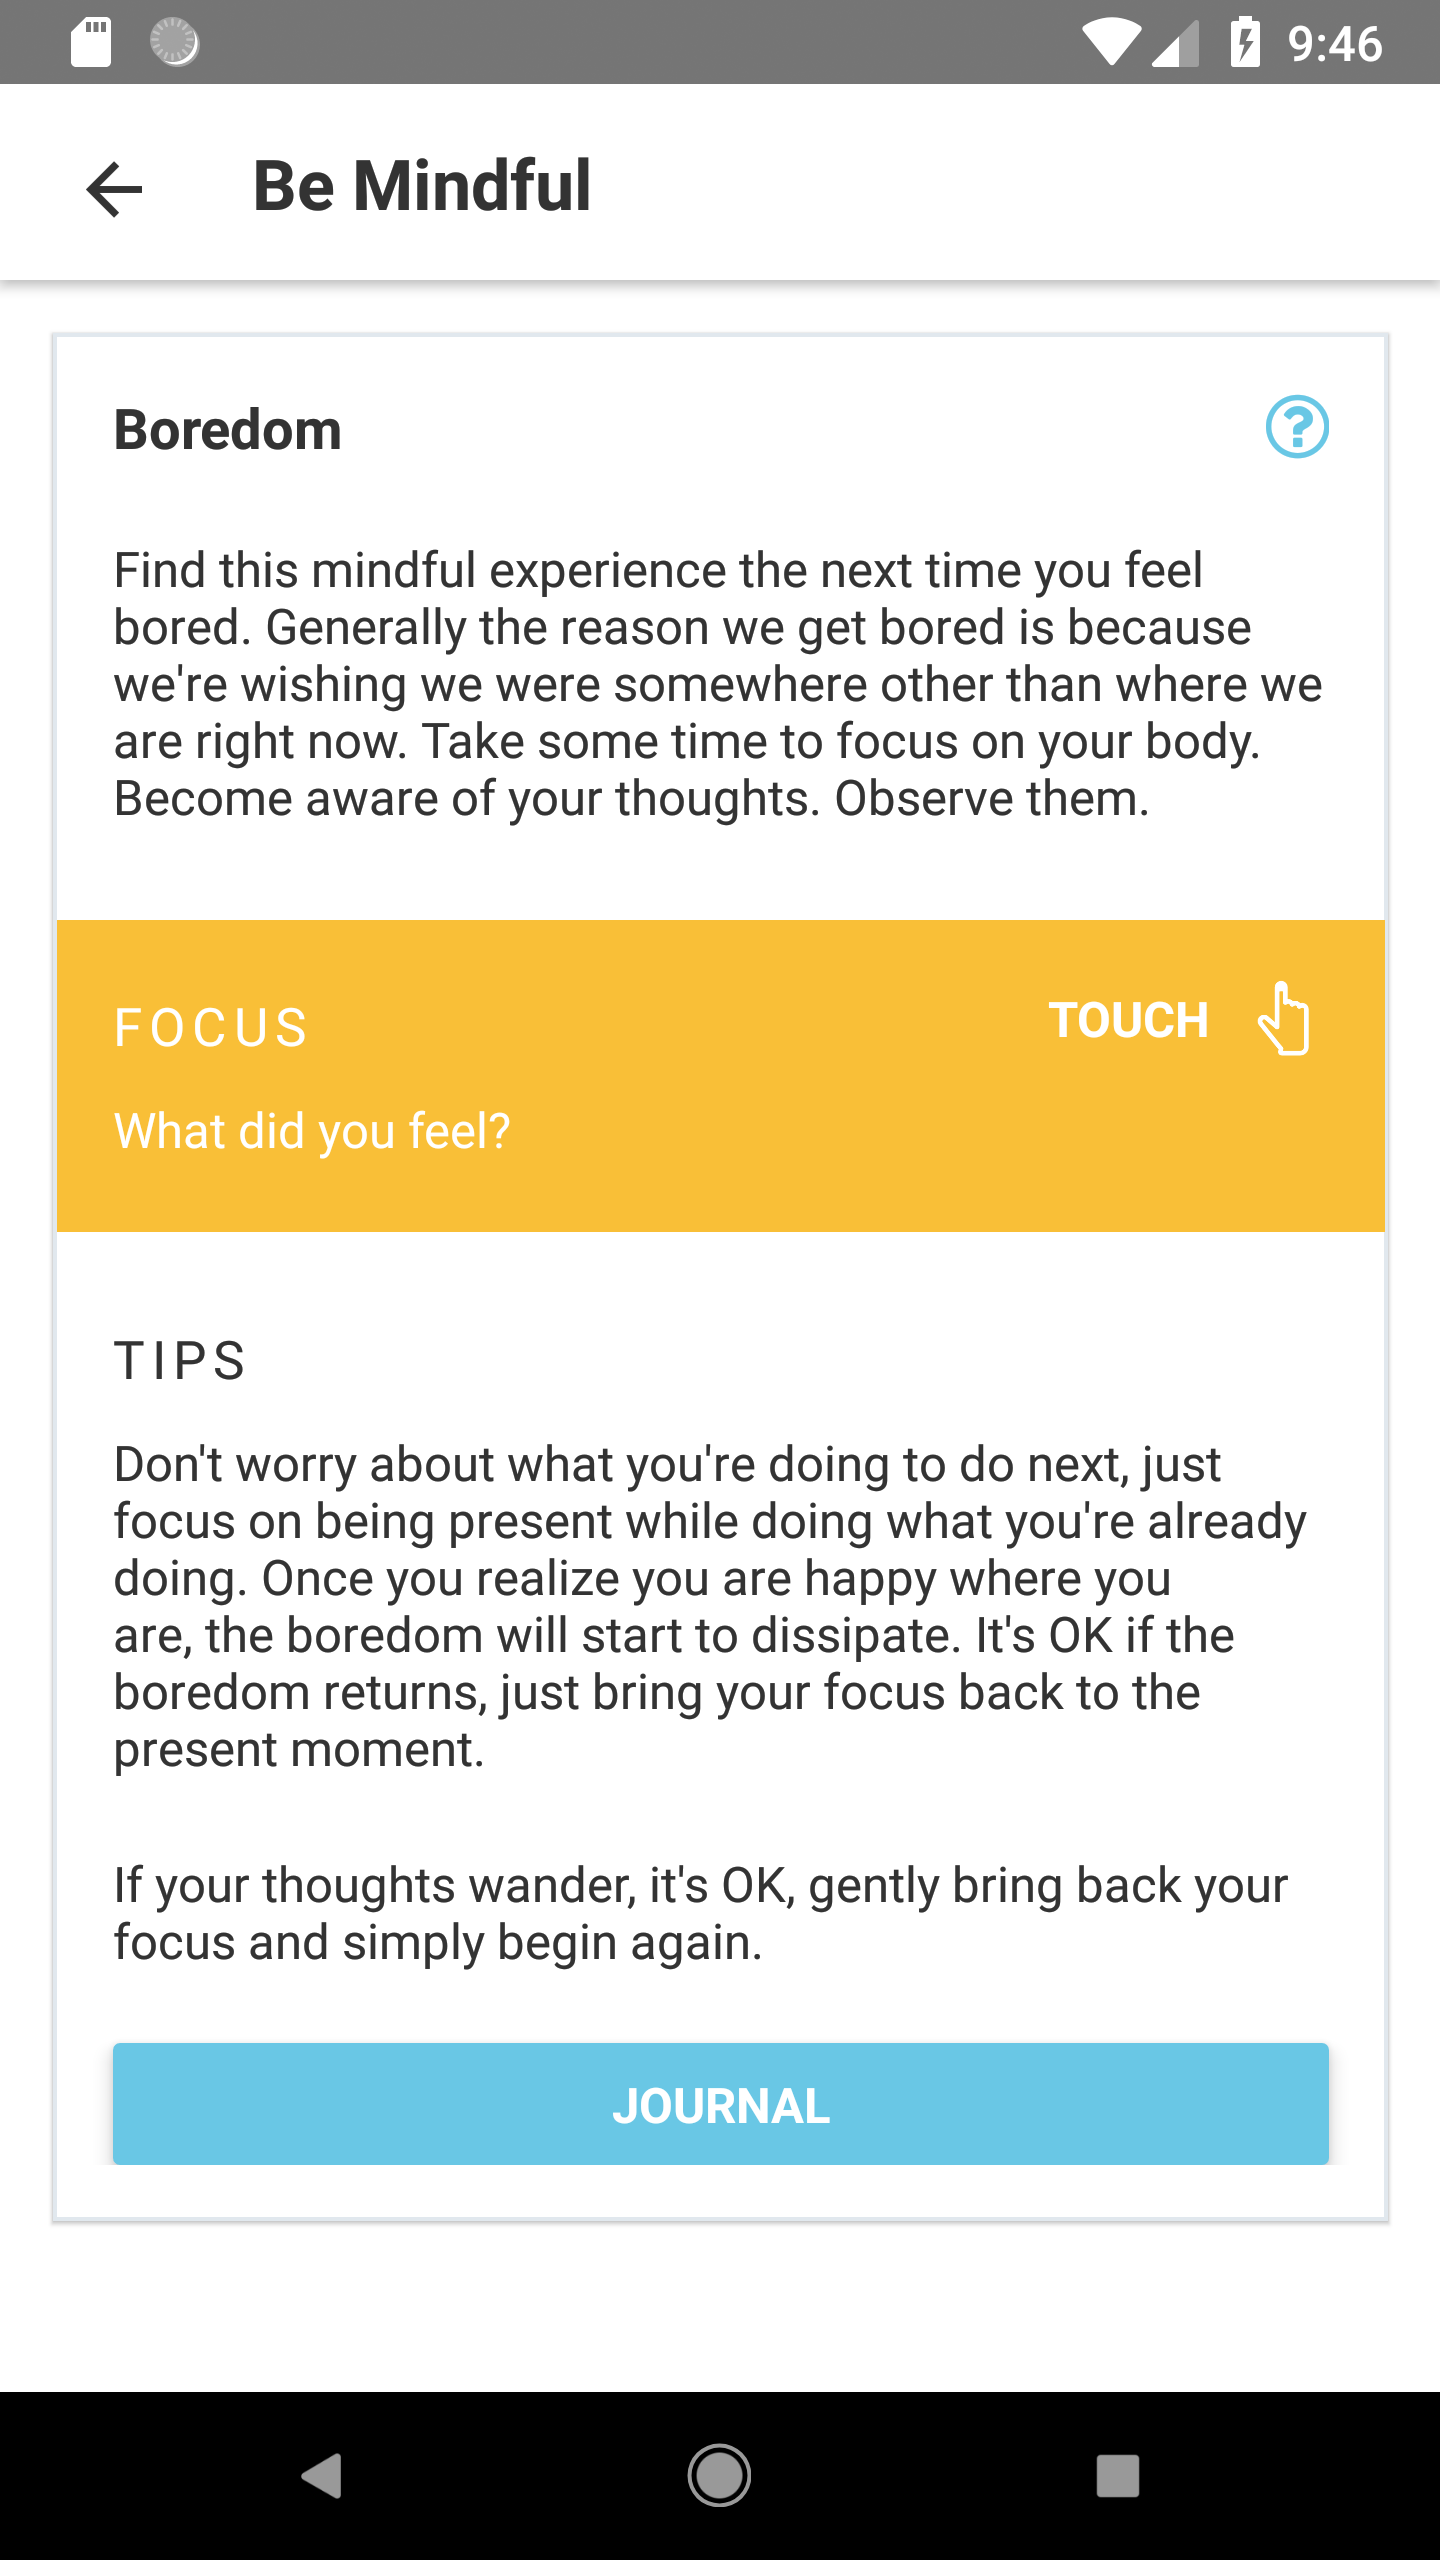 9:46
Be Mindful
Boredom
Find this mindful experience the next time you feel
bored. Generally the reason we get bored is because
we're wishing we were somewhere other than where we
are right now. Take some time to focus on your body.
Become aware of your thoughts. Observe them.
FOCUS
TOUCH
What did you feel?
TIPS
Don't worry about what you're doing to do next, just
focus on being present while doing what you're already
doing. Once you realize you are happy where you
are, the boredom will start to dissipate. It's OK if the
boredom returns, just bring your focus back to the
present moment.
If your thoughts wander, it's OK, gently bring back your
focus and simply begin again.
JOURNAL